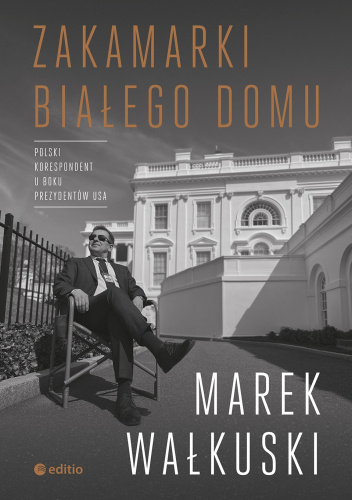 ZAKAMARKI
BIAŁEGO DOMU
POLSKI
KORESPONDENT
U BOKU
PREZYDENTÓW USA
MAREK
WAŁKUSKI
editio